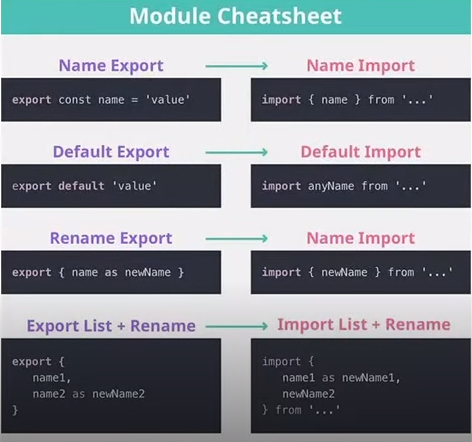 Module Cheatsheet
Name Export
Name Import
export const name = 'value'
import { name } from '...'
Default Export
Default Import
export default 'value'
import anyName from '...'
Rename Export
Name Import
export { name as newName }
import { newName } from '...'
Export List + Rename
Import List + Rename
export {
name1,
name2 as newName2
}
import {
name1 as newName1,
newName2
} from '...'